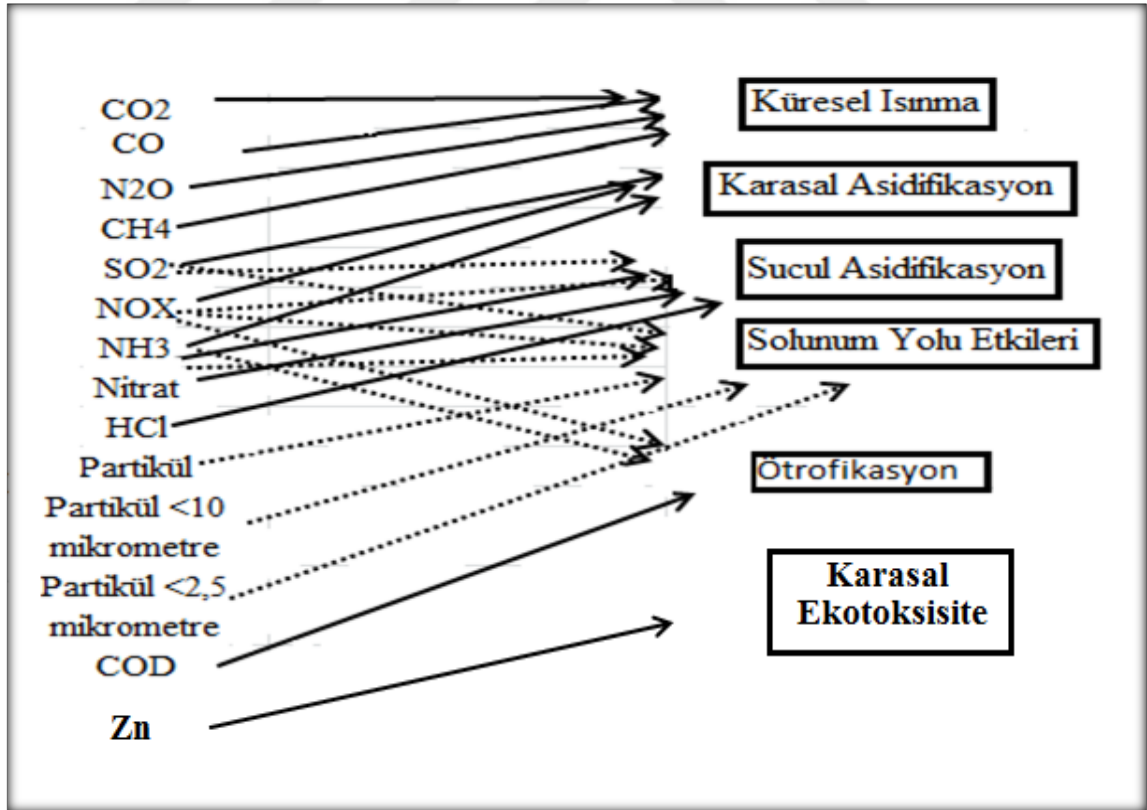 CO2
CO
N2O
CH4
SO2
NOX
NH3
Nitrat
HCl
Partikül
Partikül <10
mikrometre
Partikül <2,5
mikrometre
COD
Zn
Küresel Isınma
Karasal Asidifikasyon
Sucul Asidifikasyon
Solunum Yolu Etkileri
Ötrofikasyon
Karasal
Ekotoksisite